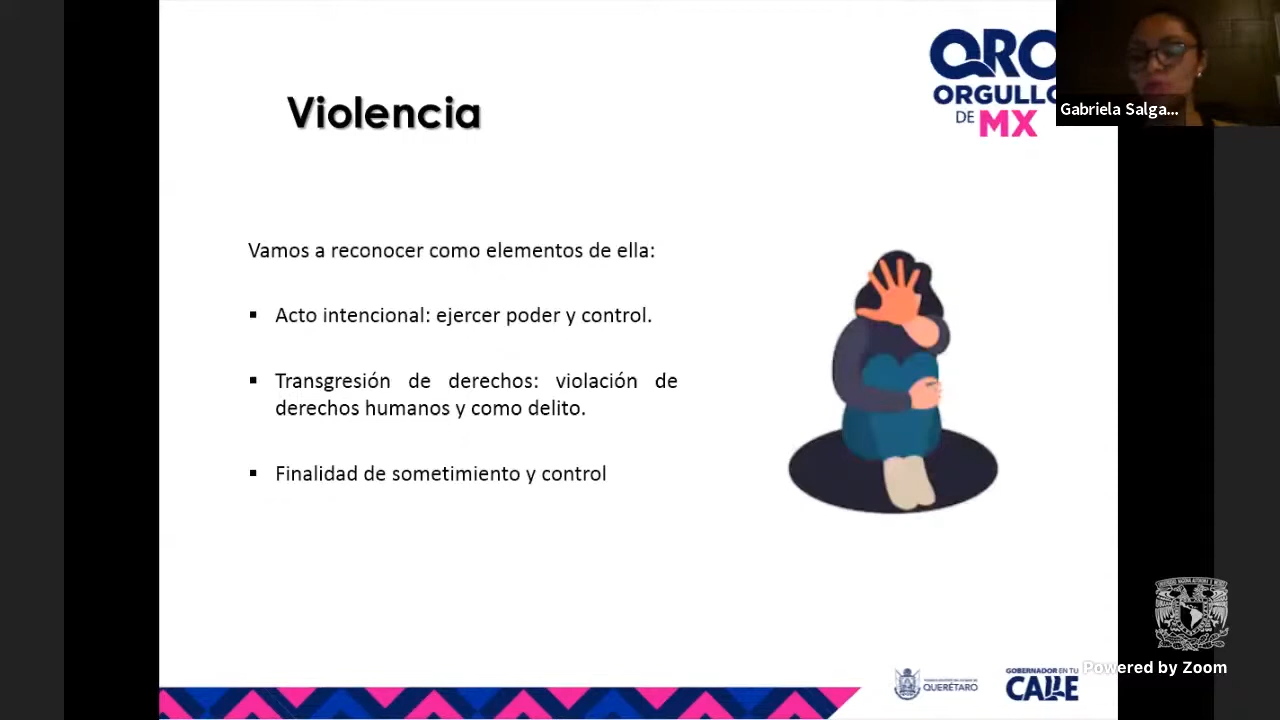 Violencia
QRO
ORGULLO
DE MX
Gabriela Salga...
Vamos a reconocer como elementos de ella:
▪ Acto intencional: ejercer poder y control.
▪ Transgresión de derechos: violación de
derechos humanos y como delito.
▪ Finalidad de sometimiento y control
QUERÉTARO
GOBERNADOR EN TU
CALLE
Powered by Zoom